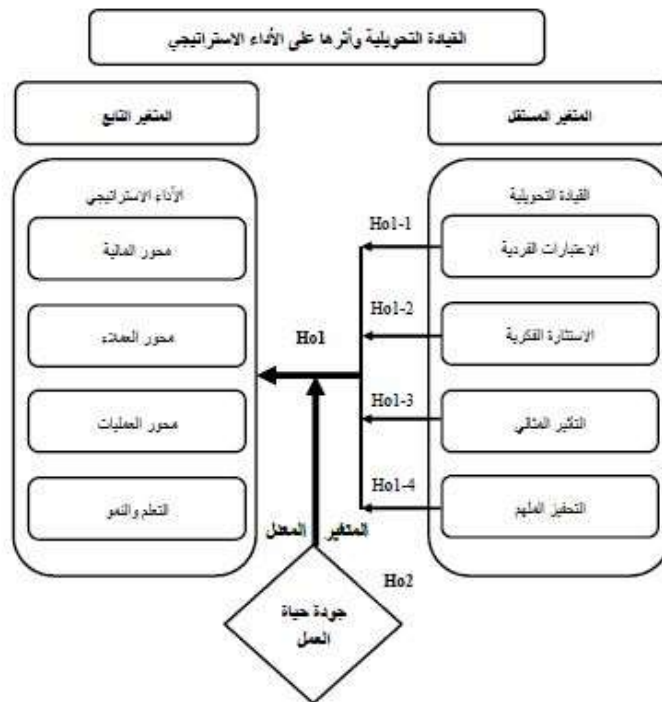 القيادة التحويلية وأثرها على الأداء الاستراتيجي
المتغير المستقل
المتغير التابع
القيادة التحويلية
الاعتبارات الفردية
الاستثارة الفكرية
التأثير المثالي
التحفيز الملهم
Ho1-1
Ho1-2
Ho1-3
Ho1-4
Ho1
الأداء الاستراتيجي
محور المالية
محور العملاء
محور العمليات
التعلم والنمو
المتغير المعدل
Ho2
جودة حياة
العمل